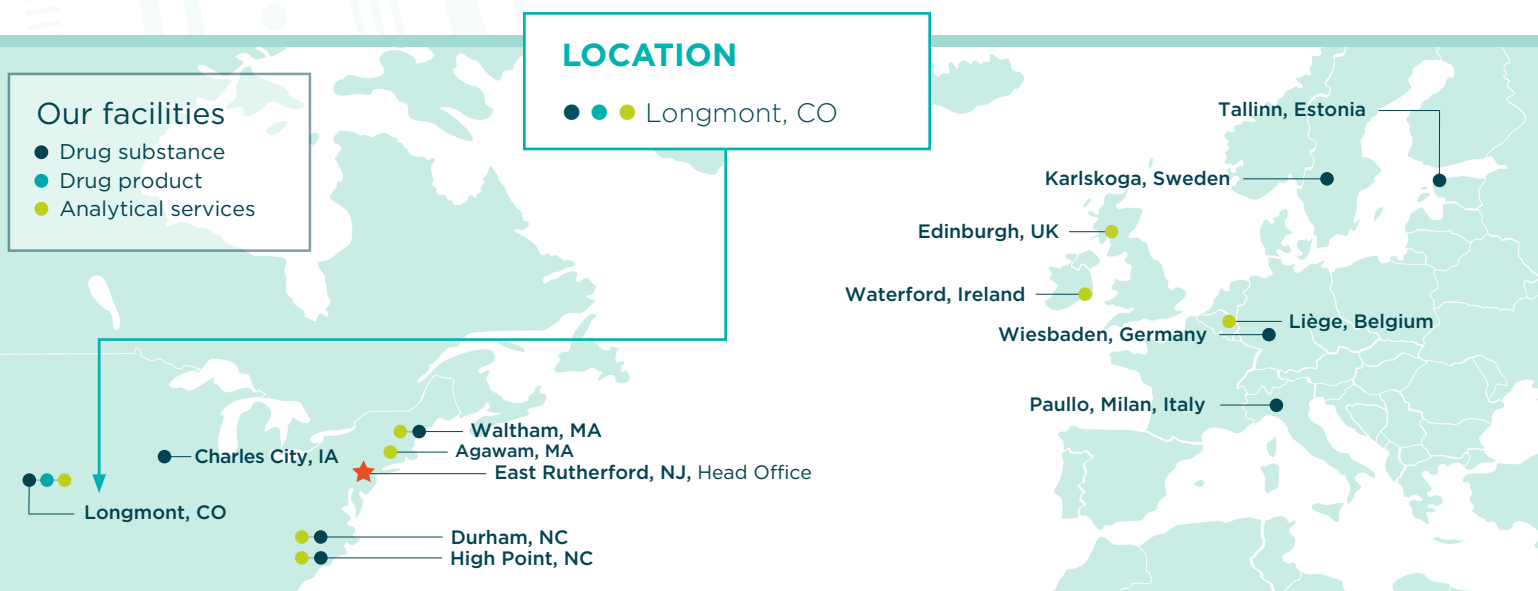 LOCATION
Longmont, CO
Our facilities
Drug substance
Drug product
Analytical services
Tallinn, Estonia
Karlskoga, Sweden
Edinburgh, UK
Waterford, Ireland
Liège, Belgium
Wiesbaden, Germany
Paullo, Milan, Italy
Waltham, MA
Agawam, MA
Charles City, IA
East Rutherford, NJ, Head Office
Longmont, CO
Durham, NC
High Point, NC